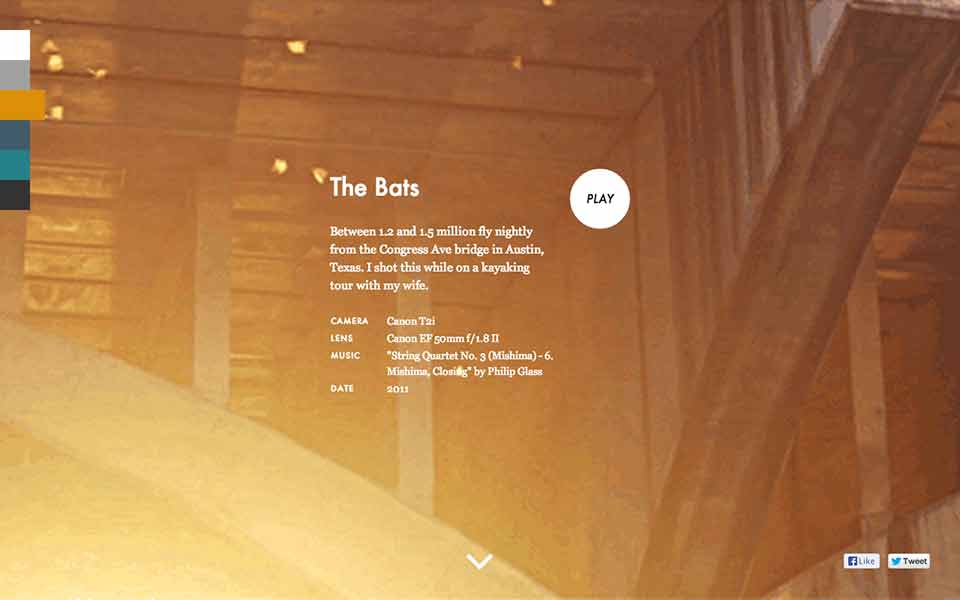 The Bats
PLAY
Between 1.2 and 1.5 million fly nightly
from the Congress Ave bridge in Austin,
Texas. I shot this while on a kayaking
tour with my wife.
CAMERA Canon T2i
LENS Canon EF 50mm f/1.8 II
MUSIC "String Quartet No. 3 (Mishima) - 6.
Mishima, Closing" by Philip Glass
DATE 2011
Like
Tweet